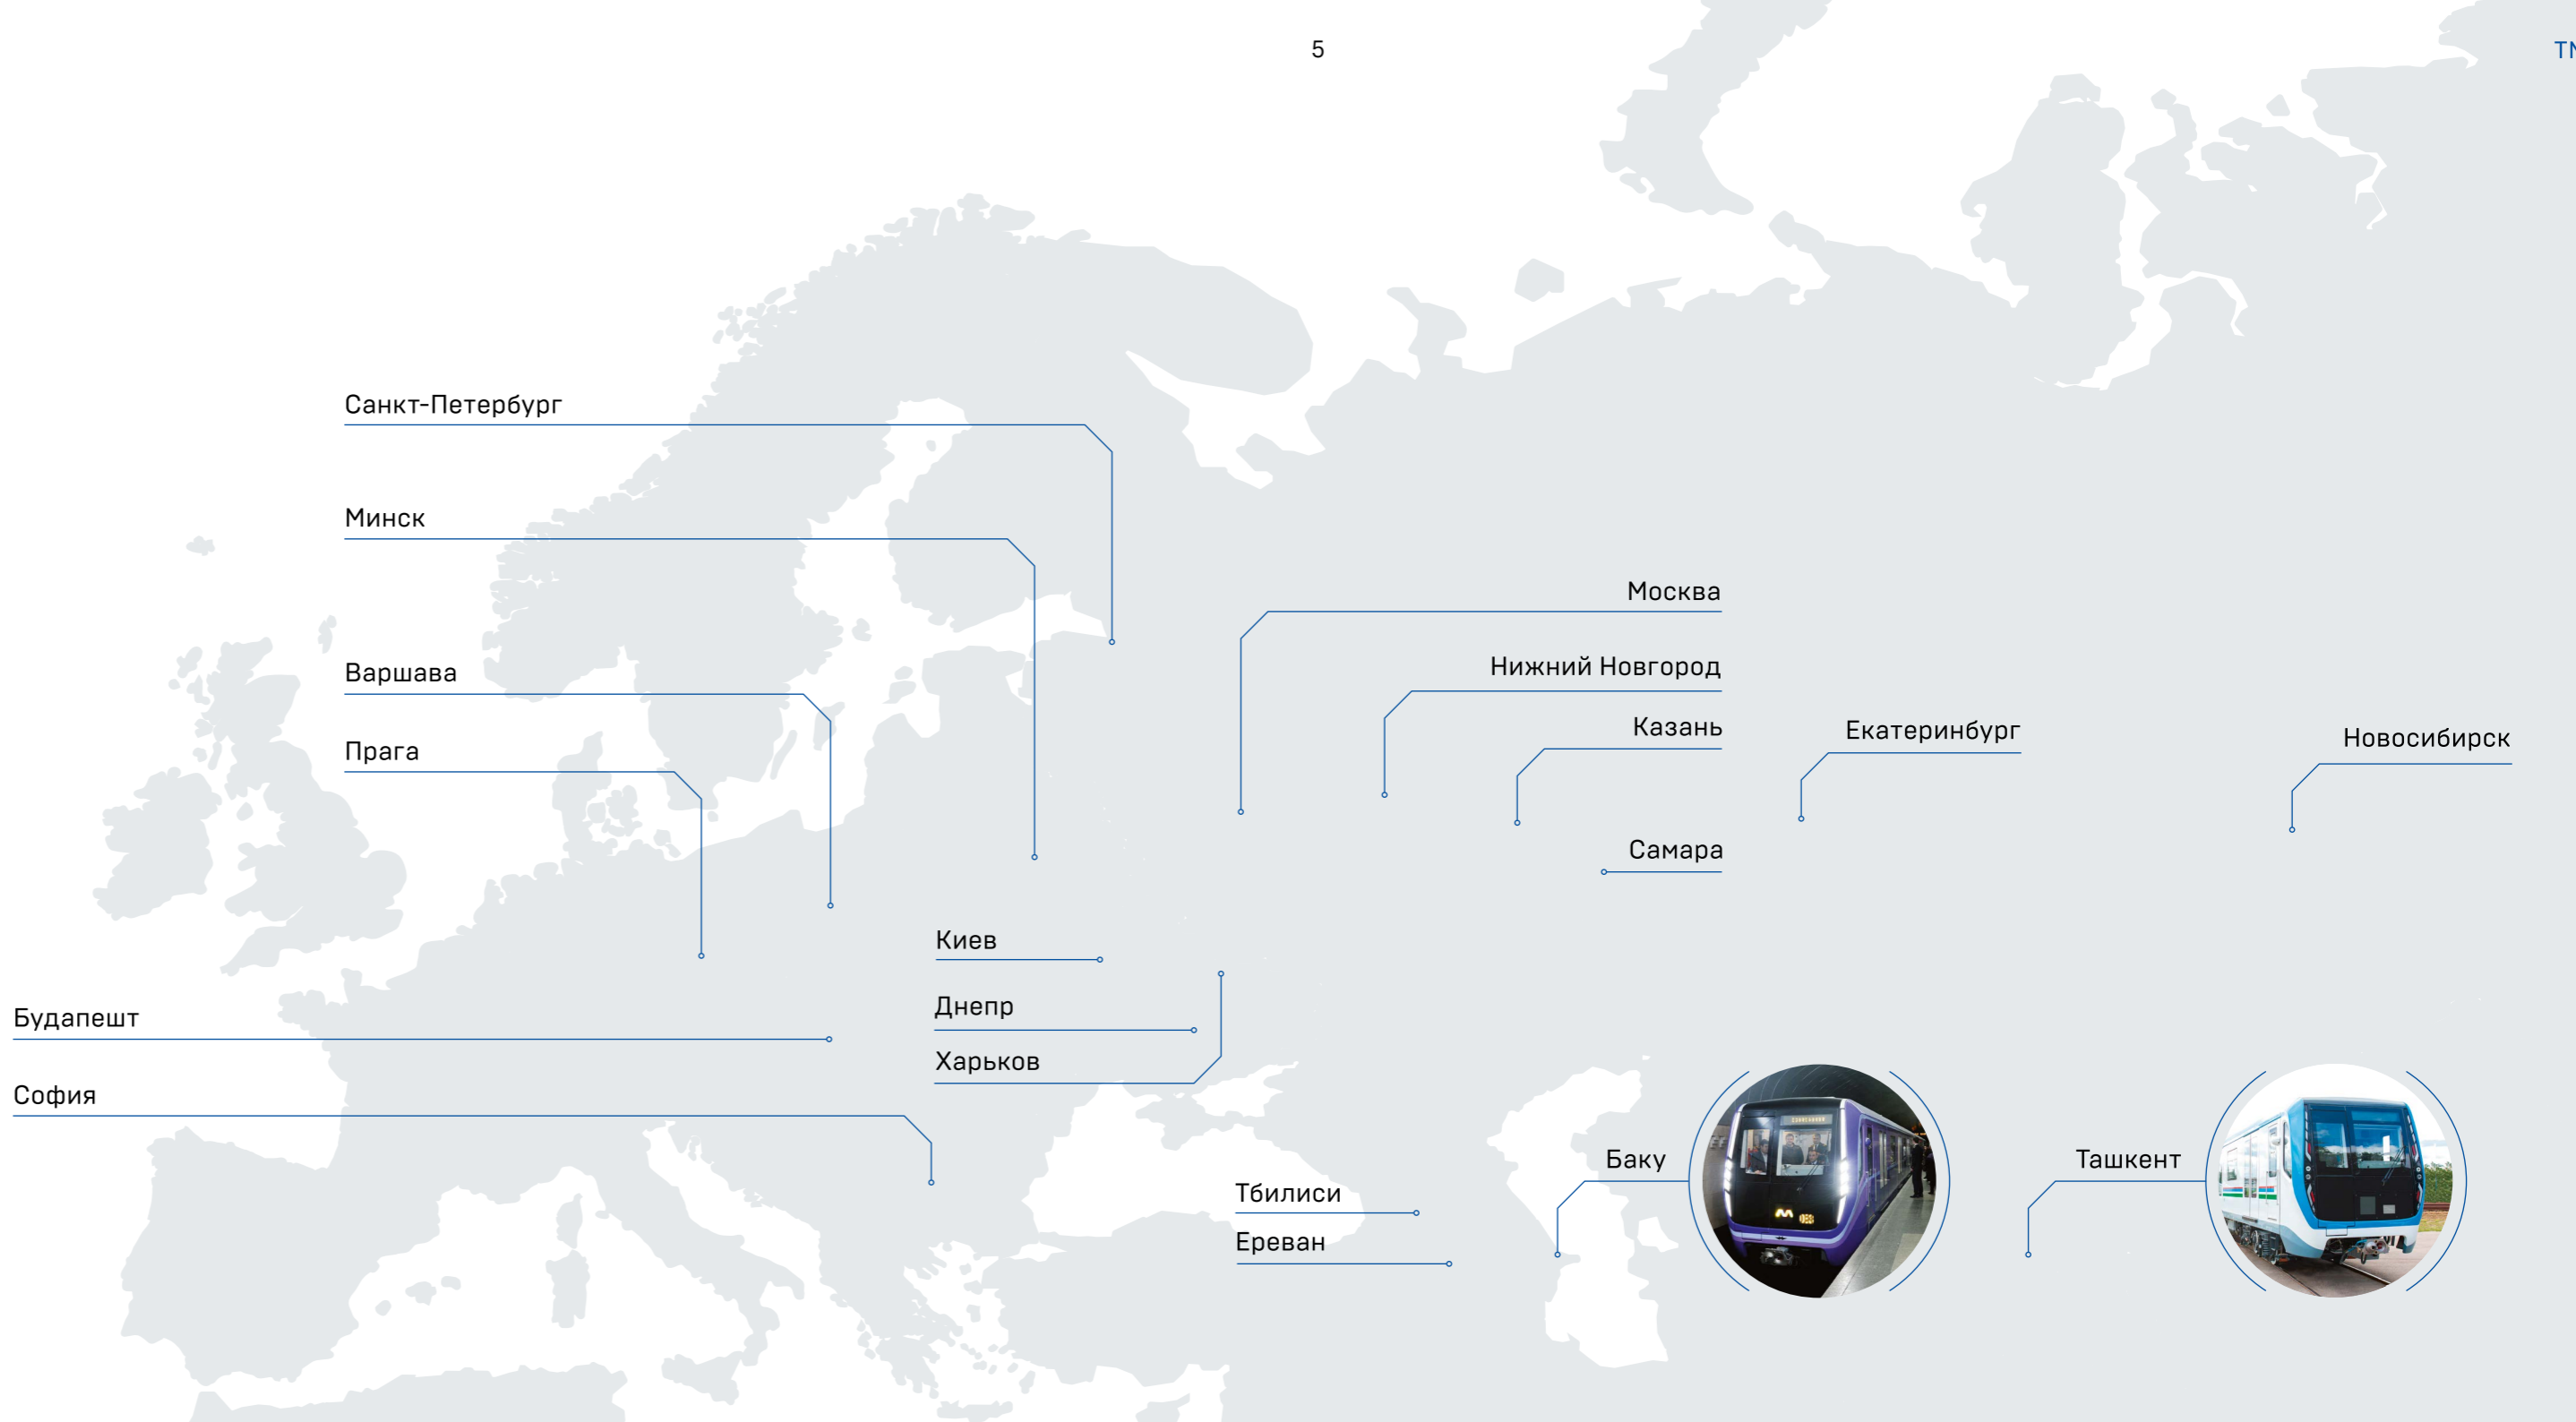 5
Санкт-Петербург
Минск
Москва
Нижний Новгород
Варшава
Казань
Екатеринбург
Новосибирск
Прага
Самара
Киев
Днепр
Будапешт
Харьков
София
Баку
Ташкент
Тбилиси
Ереван